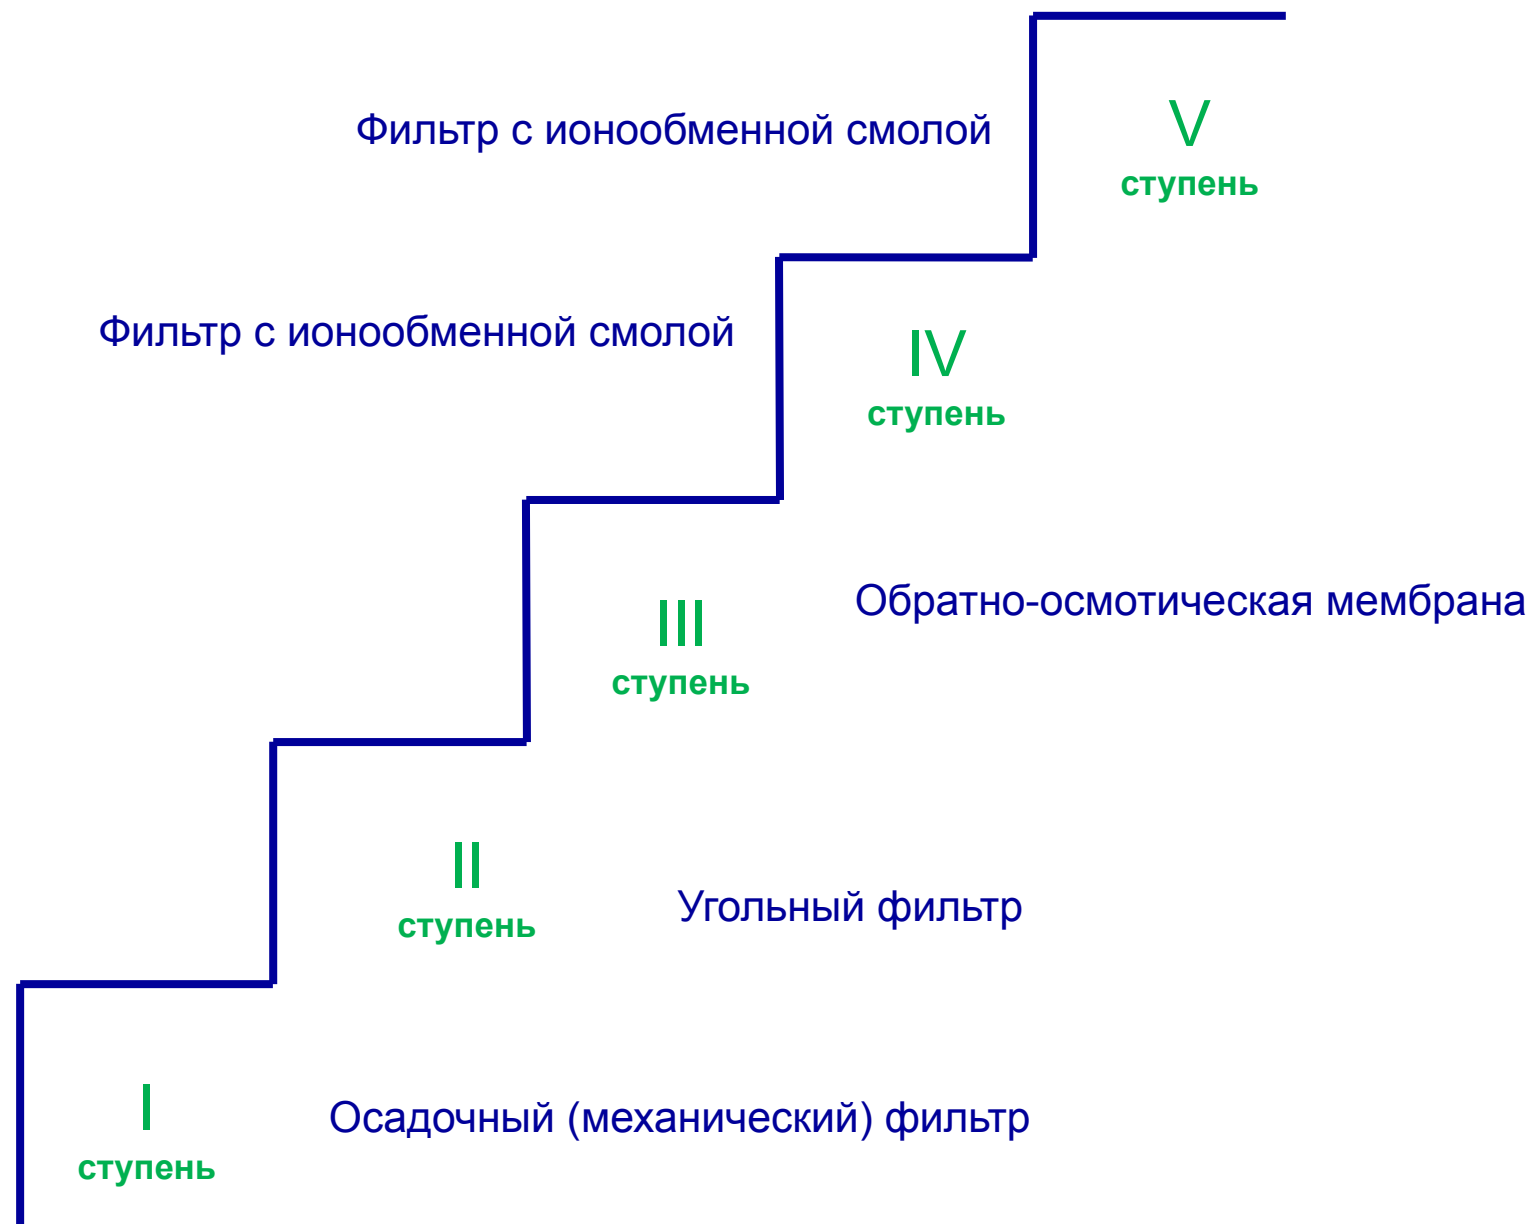 Фильтр с ионообменной смолой
V
ступень
Фильтр с ионообменной смолой
IV
ступень
Обратно-осмотическая мембрана
III
ступень
II
ступень
Угольный фильтр
I
ступень
Осадочный (механический) фильтр